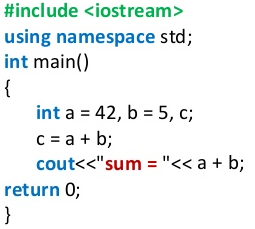 #include <iostream>
using namespace std;
int main()
{
int a = 42, b = 5, c;
c = a + b;
cout<<"sum = "<< a + b;
return 0;
}